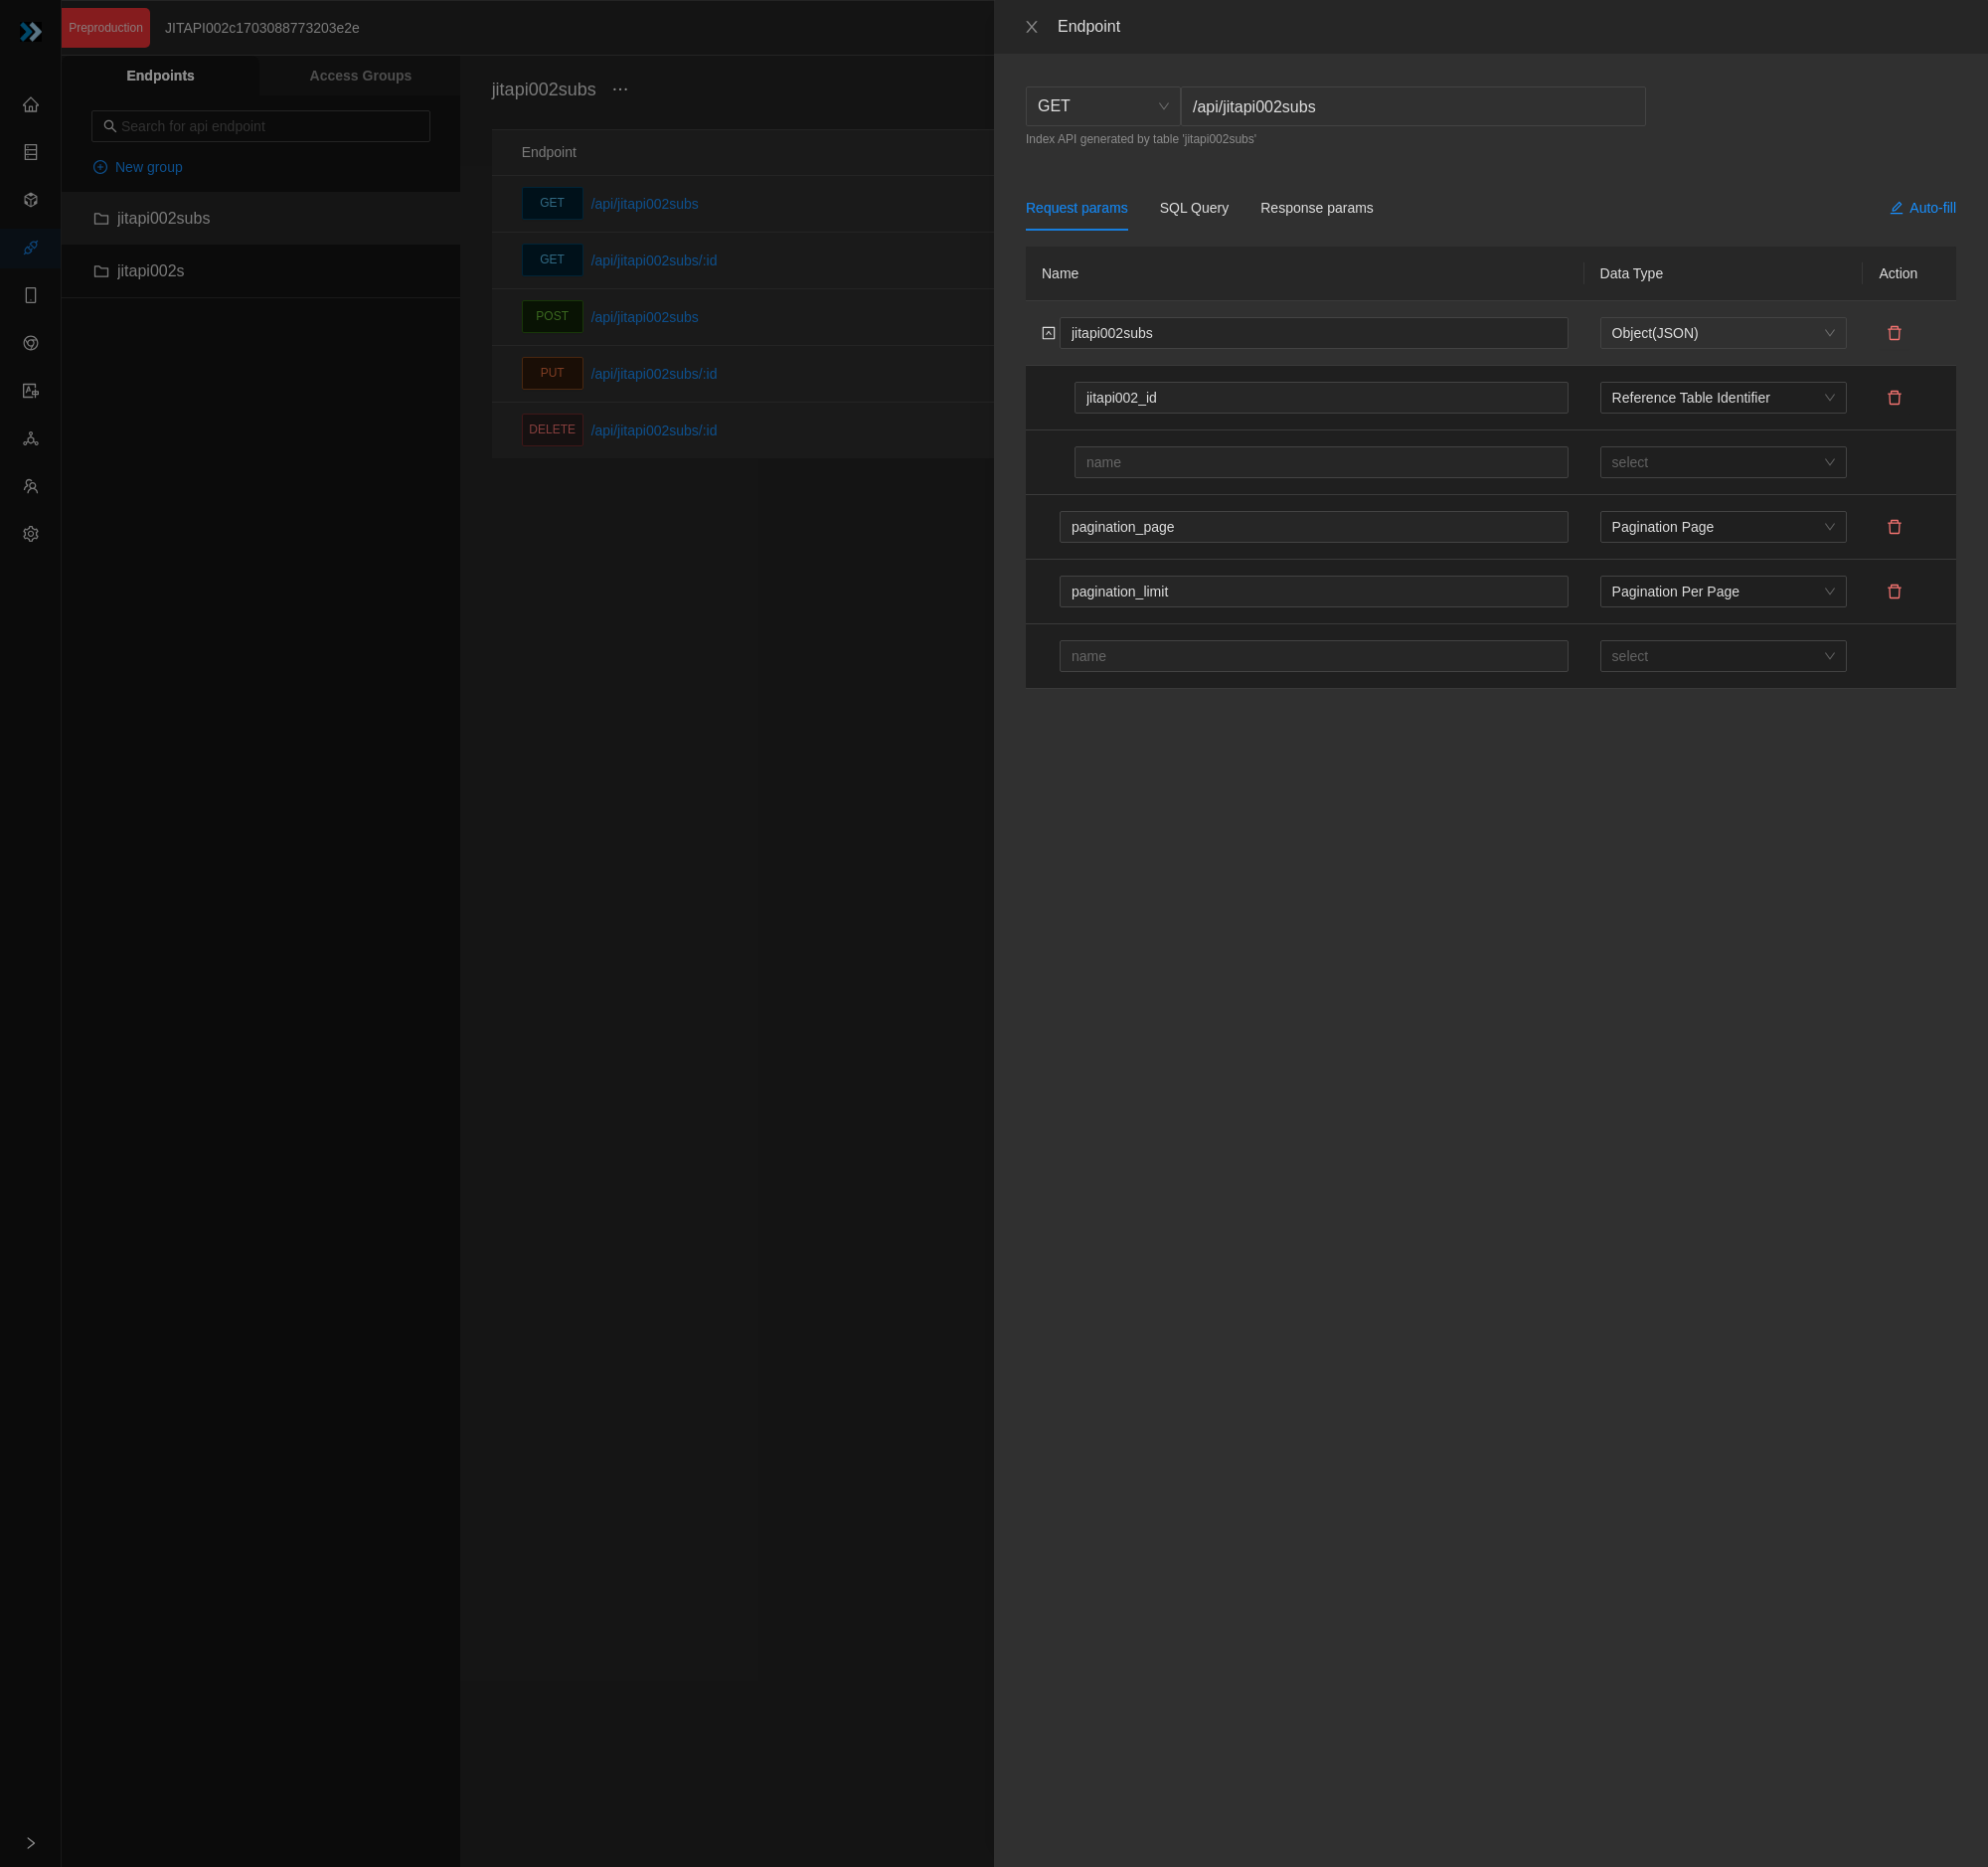 Preproduction
JITAPI002c1703088773203e2e
Endpoints
Access Groups
Search for api endpoint
New group
jitapi002subs
jitapi002s
jitapi002subs ···
Endpoint
GET /api/jitapi002subs
GET /api/jitapi002subs/:id
POST /api/jitapi002subs
PUT /api/jitapi002subs/:id
DELETE /api/jitapi002subs/:id
Endpoint
GET /api/jitapi002subs
Index API generated by table 'jitapi002subs'
Request params SQL Query Response params Auto-fill
Name Data Type Action
jitapi002subs Object(JSON)
jitapi002_id Reference Table Identifier
name select
pagination_page Pagination Page
pagination_limit Pagination Per Page
name select